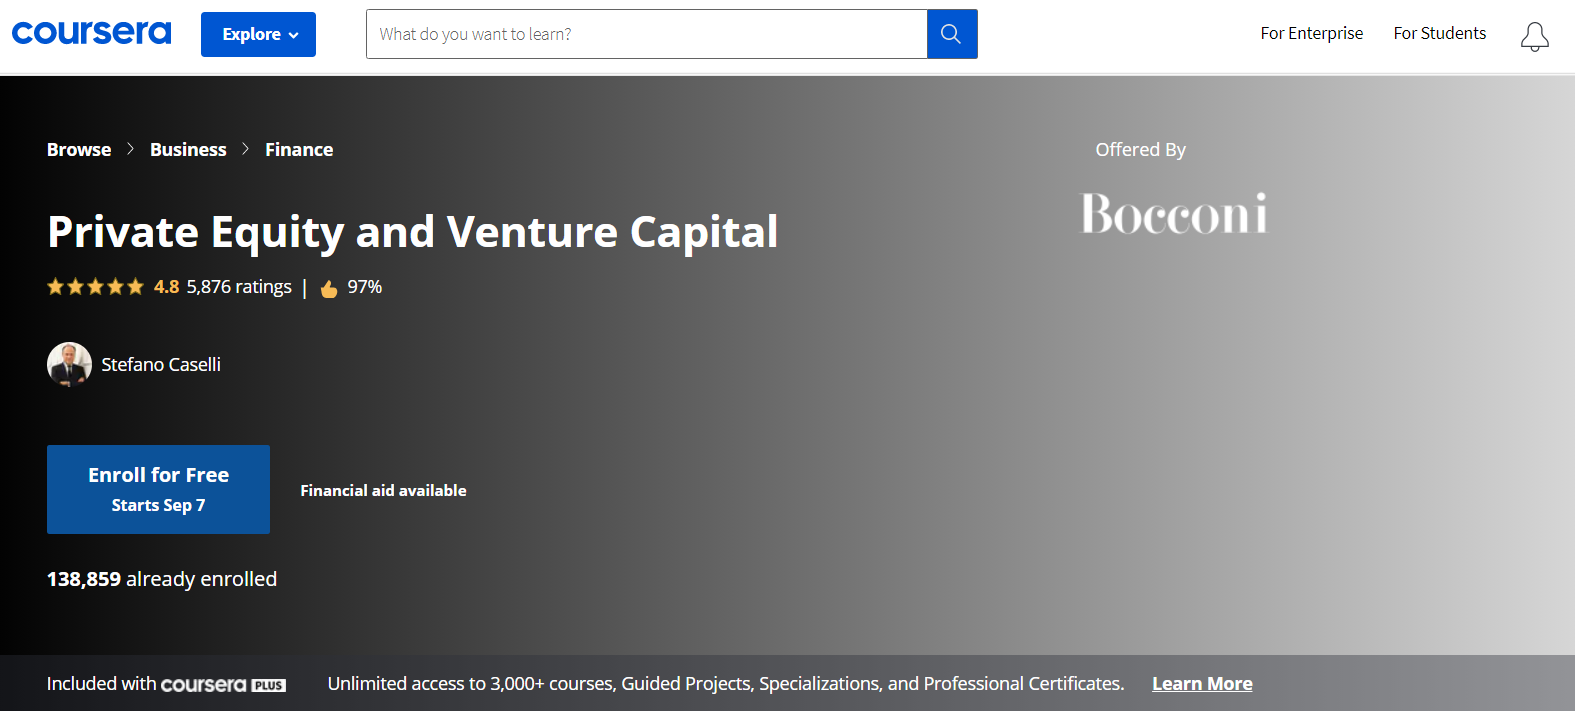 coursera Explore What do you want to learn? For Enterprise For Students
Browse Business Finance
Offered By
Bocconi
Private Equity and Venture Capital
4.8 5,876 ratings | 97%
Stefano Caselli
Enroll for Free
Starts Sep 7
Financial aid available
138,859 already enrolled
Included with coursera PLUS Unlimited access to 3,000+ courses, Guided Projects, Specializations, and Professional Certificates. Learn More